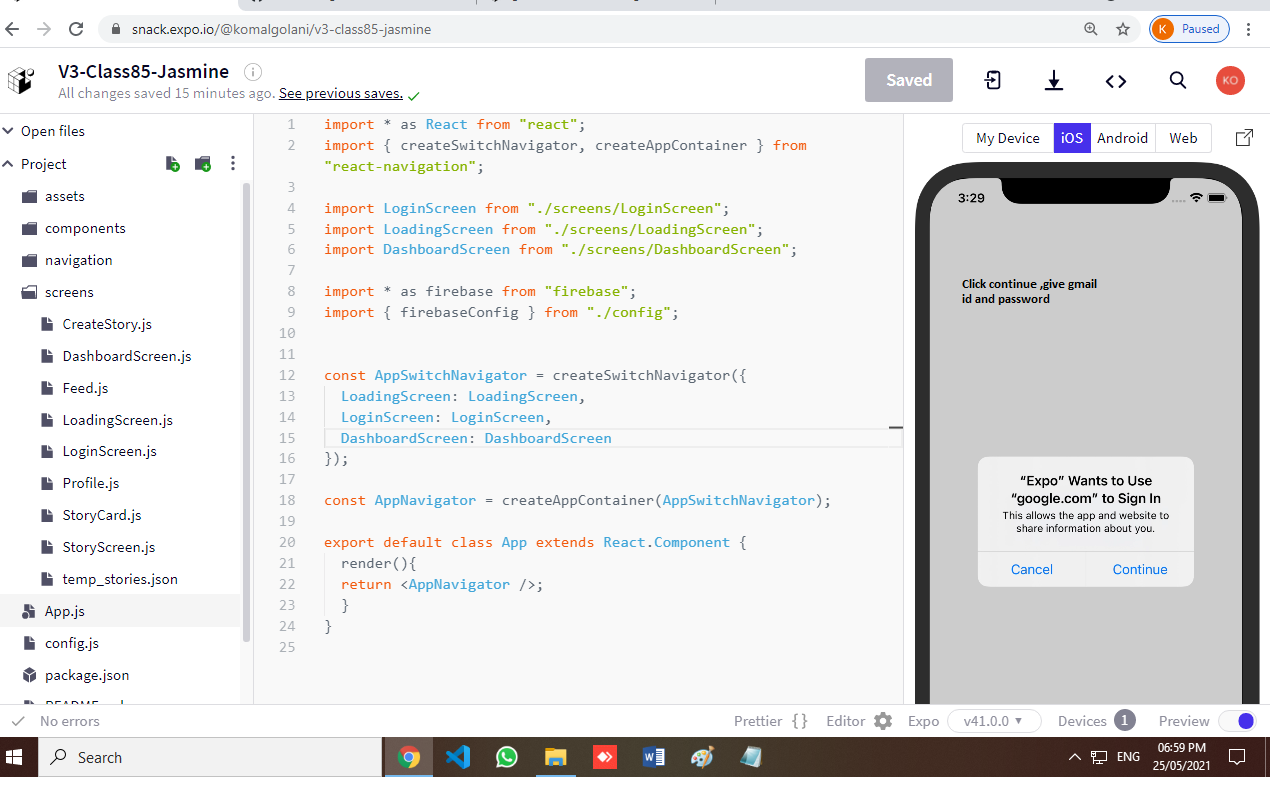 snack.expo.io/@komalgolani/v3-class85-jasmine
K
Paused
V3-Class85-Jasmine
All changes saved 15 minutes ago. See previous saves.
Saved
KO
Open files
Project
assets
components
navigation
screens
CreateStory.js
DashboardScreen.js
Feed.js
LoadingScreen.js
LoginScreen.js
Profile.js
StoryCard.js
StoryScreen.js
temp_stories.json
App.js
config.js
package.json
1 import * as React from "react";
2 import { createSwitchNavigator, createAppContainer } from
"react-navigation";
3
4 import LoginScreen from "./screens/LoginScreen";
5 import LoadingScreen from "./screens/LoadingScreen";
6 import DashboardScreen from "./screens/DashboardScreen";
7
8 import * as firebase from "firebase";
9 import { firebaseConfig } from "./config";
10
11
12 const AppSwitchNavigator = createSwitchNavigator({
13 LoadingScreen: LoadingScreen,
14 LoginScreen: LoginScreen,
15 DashboardScreen: DashboardScreen
16 });
17
18 const AppNavigator = createAppContainer(AppSwitchNavigator);
19
20 export default class App extends React.Component {
21 render(){
22 return <AppNavigator />;
23 }
24 }
25
My Device iOS Android Web
3:29
Click continue ,give gmail
id and password
“Expo” Wants to Use
“google.com” to Sign In
This allows the app and website to
share information about you.
Cancel Continue
No errors
Prettier {} Editor Expo v41.0.0 Devices 1 Preview
Search
ENG
06:59 PM
25/05/2021